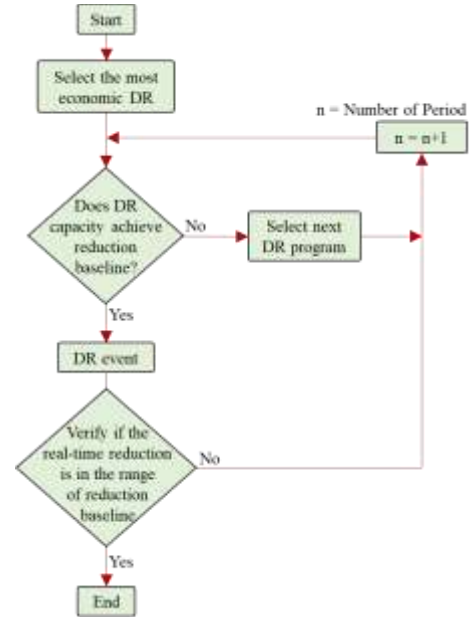 Start
Select the most
economic DR
n = Number of Period
n = n+1
Does DR
capacity achieve
reduction
baseline?
No
Select next
DR program
Yes
DR event
Verify if the
real-time reduction
is in the range
of reduction
baseline
No
Yes
End